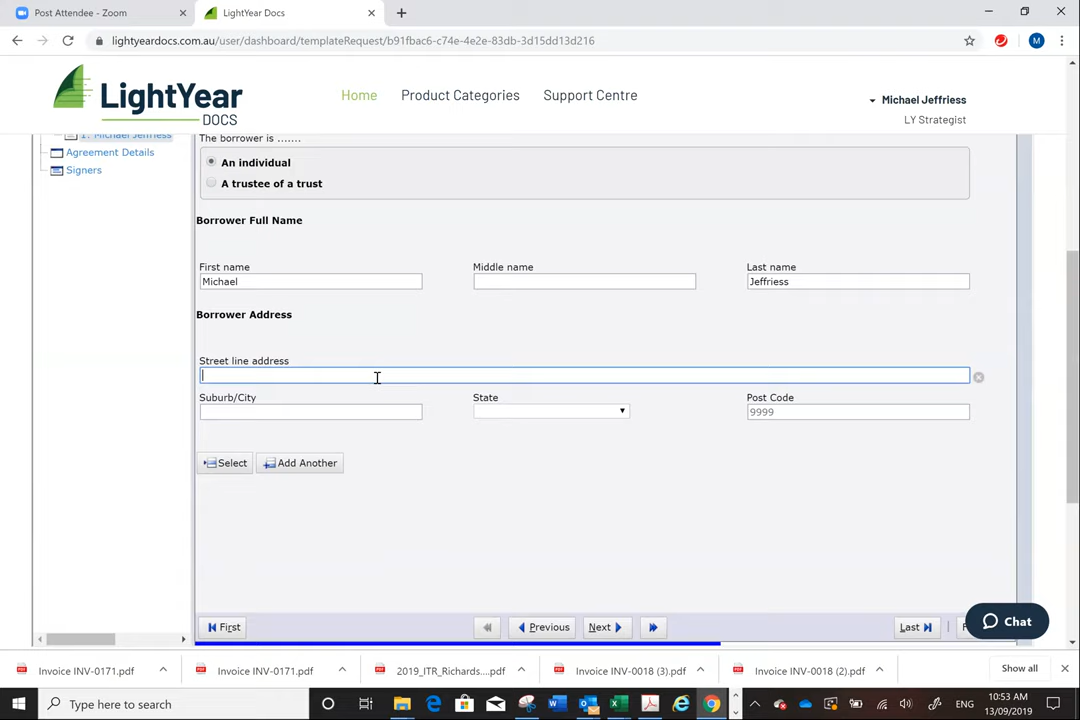 Post Attendee - Zoom
LightYear Docs
lightyeardocs.com.au/user/dashboard/templateRequest/b91fbac6-c74e-4e2e-83db-3d15dd13d216
M
LightYear
DOCS
Home
Product Categories
Support Centre
Michael Jeffriess
LY Strategist
2. Michael Jeffriess
Agreement Details
Signers
The borrower is .......
An individual
A trustee of a trust
Borrower Full Name
First name
Middle name
Last name
Michael
Jeffriess
Borrower Address
Street line address
Suburb/City
State
Post Code
9999
Select
Add Another
First
Previous
Next
Last
Chat
Invoice INV-0171.pdf
Invoice INV-0171.pdf
2019_ITR_Richards....pdf
Invoice INV-0018 (3).pdf
Invoice INV-0018 (2).pdf
Show all
Type here to search
ENG
10:53 AM
13/09/2019